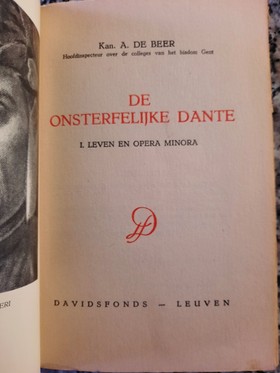 Kan. A. DE BEER
Hoofdinspecteur over de colleges van het bisdom Gent
DE
ONSTERFELIJKE DANTE
I. LEVEN EN OPERA MINORA
DAVIDSFONDS — LEUVEN
ERI